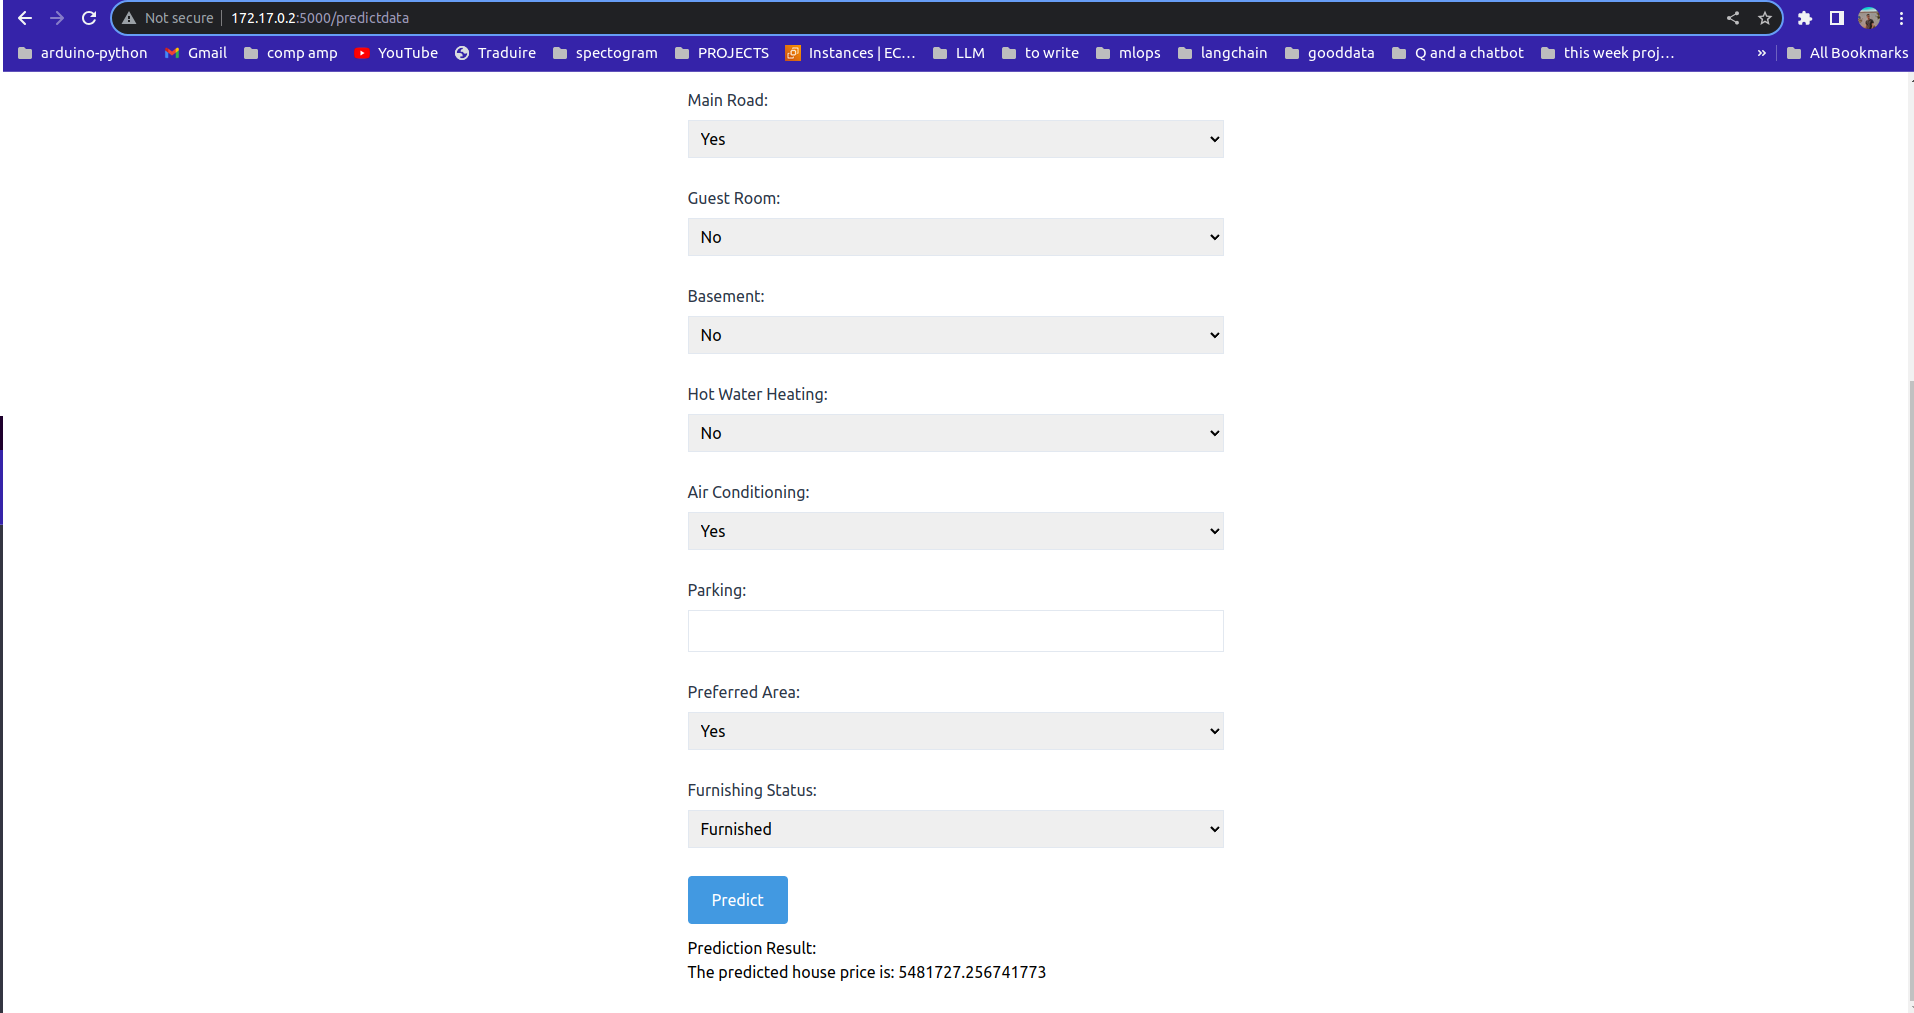 Not secure 172.17.0.2:5000/predictdata
arduino-python Gmail comp amp YouTube Traduire spectogram PROJECTS Instances | EC... LLM to write mlops langchain gooddata Q and a chatbot this week proj... » All Bookmarks
Main Road:
Yes
Guest Room:
No
Basement:
No
Hot Water Heating:
No
Air Conditioning:
Yes
Parking:
Preferred Area:
Yes
Furnishing Status:
Furnished
Predict
Prediction Result:
The predicted house price is: 5481727.256741773